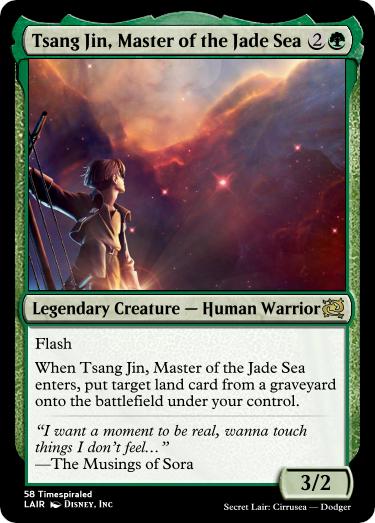 Tsang Jin, Master of the Jade Sea 2
Legendary Creature — Human Warrior
Flash
When Tsang Jin, Master of the Jade Sea
enters, put target land card from a graveyard
onto the battlefield under your control.
“I want a moment to be real, wanna touch
things I don't feel…”
—The Musings of Sora
3/2
58 Timespiraled
LAIR Disney, Inc
Secret Lair: Cirrusea — Dodger